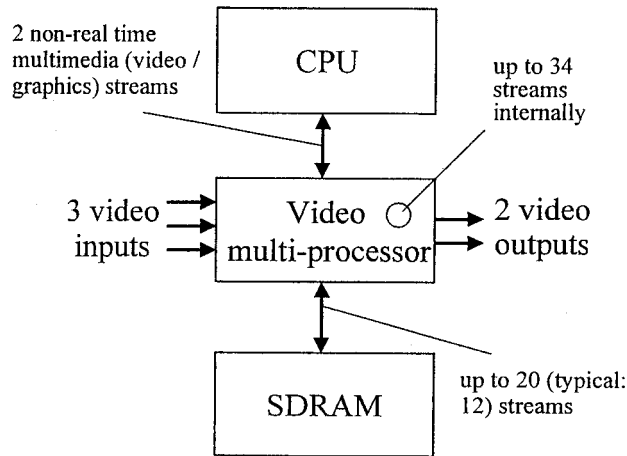 2 non-real time
multimedia (video /
graphics) streams
CPU
up to 34
streams
internally
3 video
inputs
Video
multi-processor
2 video
outputs
SDRAM
up to 20 (typical:
12) streams